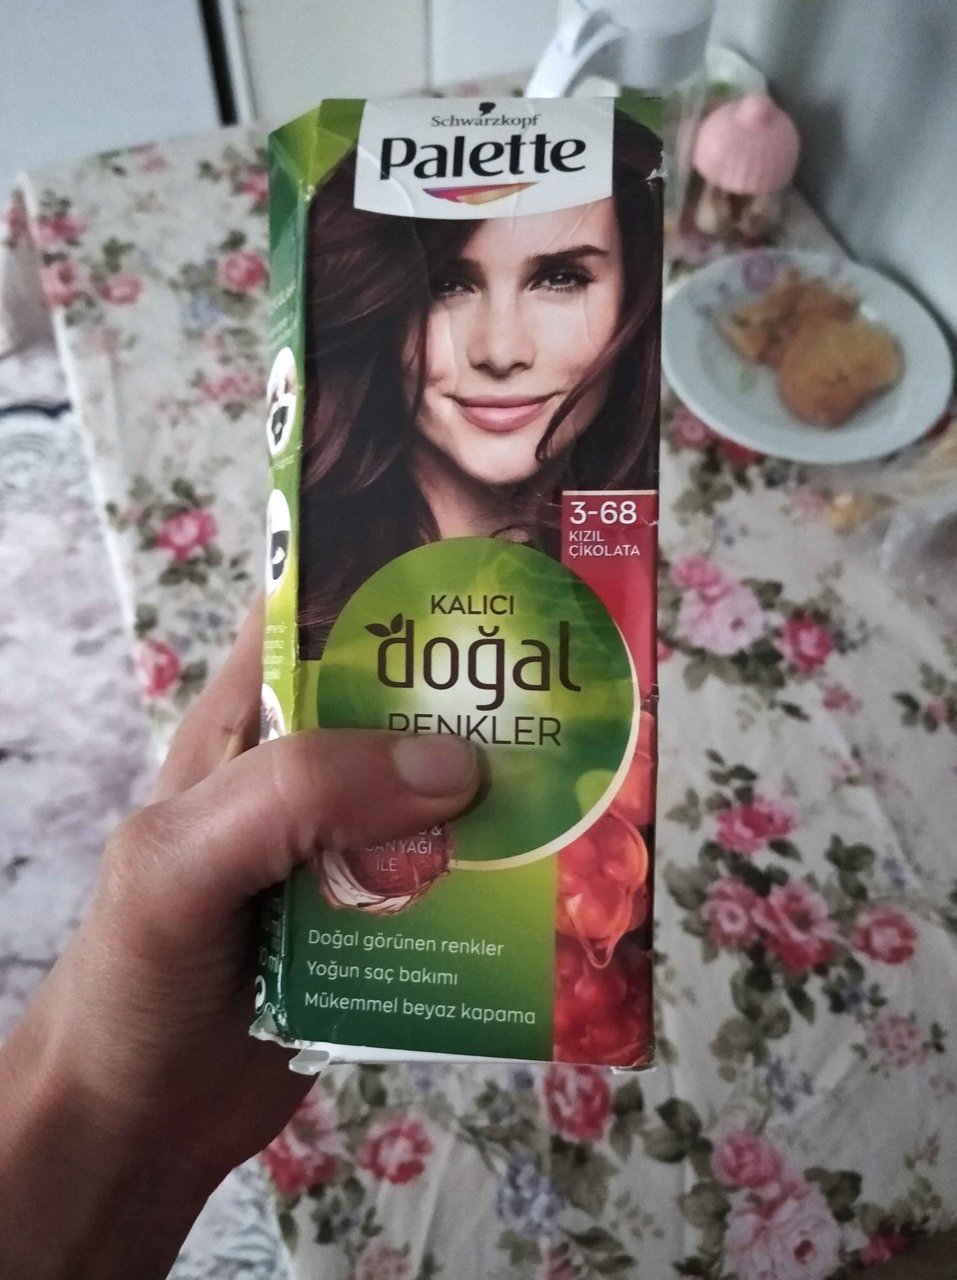 Schwarzkopf
Palette
3-68
KIZIL
ÇİKOLATA
KALICI
doğal
RENKLER
&
YAĞI
İLE
Doğal görünen renkler
Yoğun saç bakımı
Mükemmel beyaz kapama